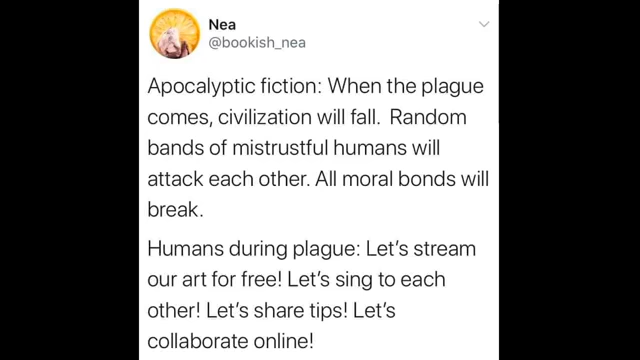 Nea
@bookish_nea
Apocalyptic fiction: When the plague
comes, civilization will fall.  Random
bands of mistrustful humans will
attack each other. All moral bonds will
break.
Humans during plague: Let’s stream
our art for free! Let’s sing to each
other! Let’s share tips! Let’s
collaborate online!